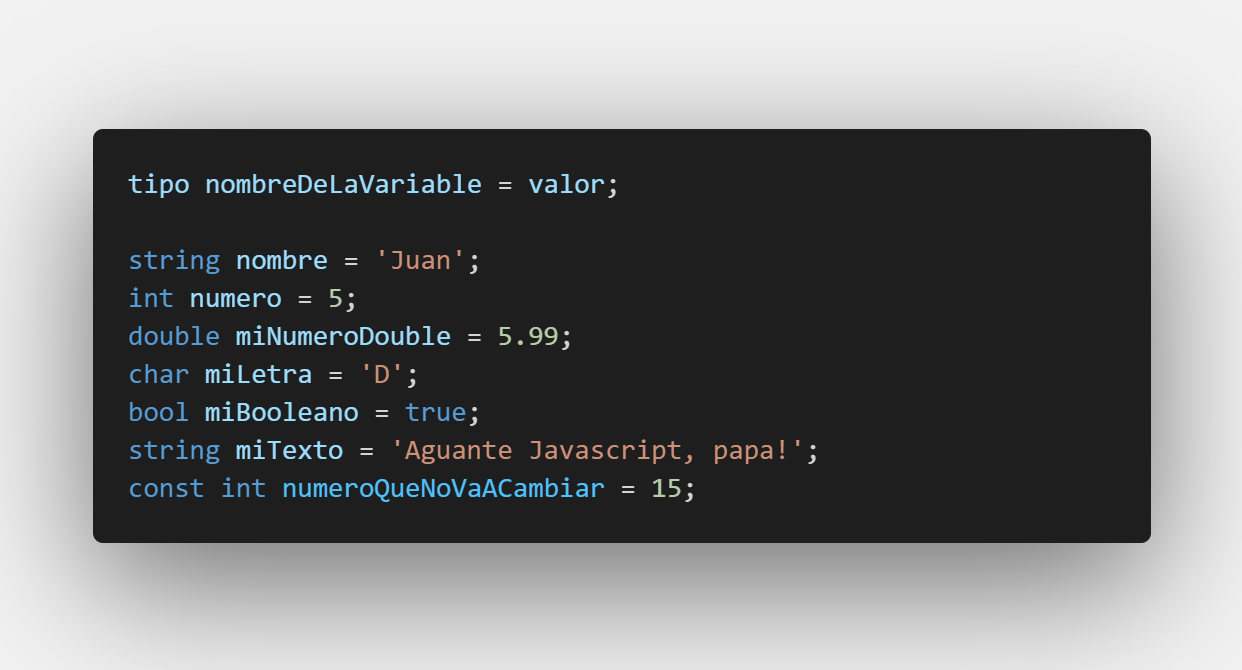 tipo nombreDeLaVariable = valor;
string nombre = 'Juan';
int numero = 5;
double miNumeroDouble = 5.99;
char miLetra = 'D';
bool miBooleano = true;
string miTexto = 'Aguante Javascript, papa!';
const int numeroQueNoVaACambiar = 15;